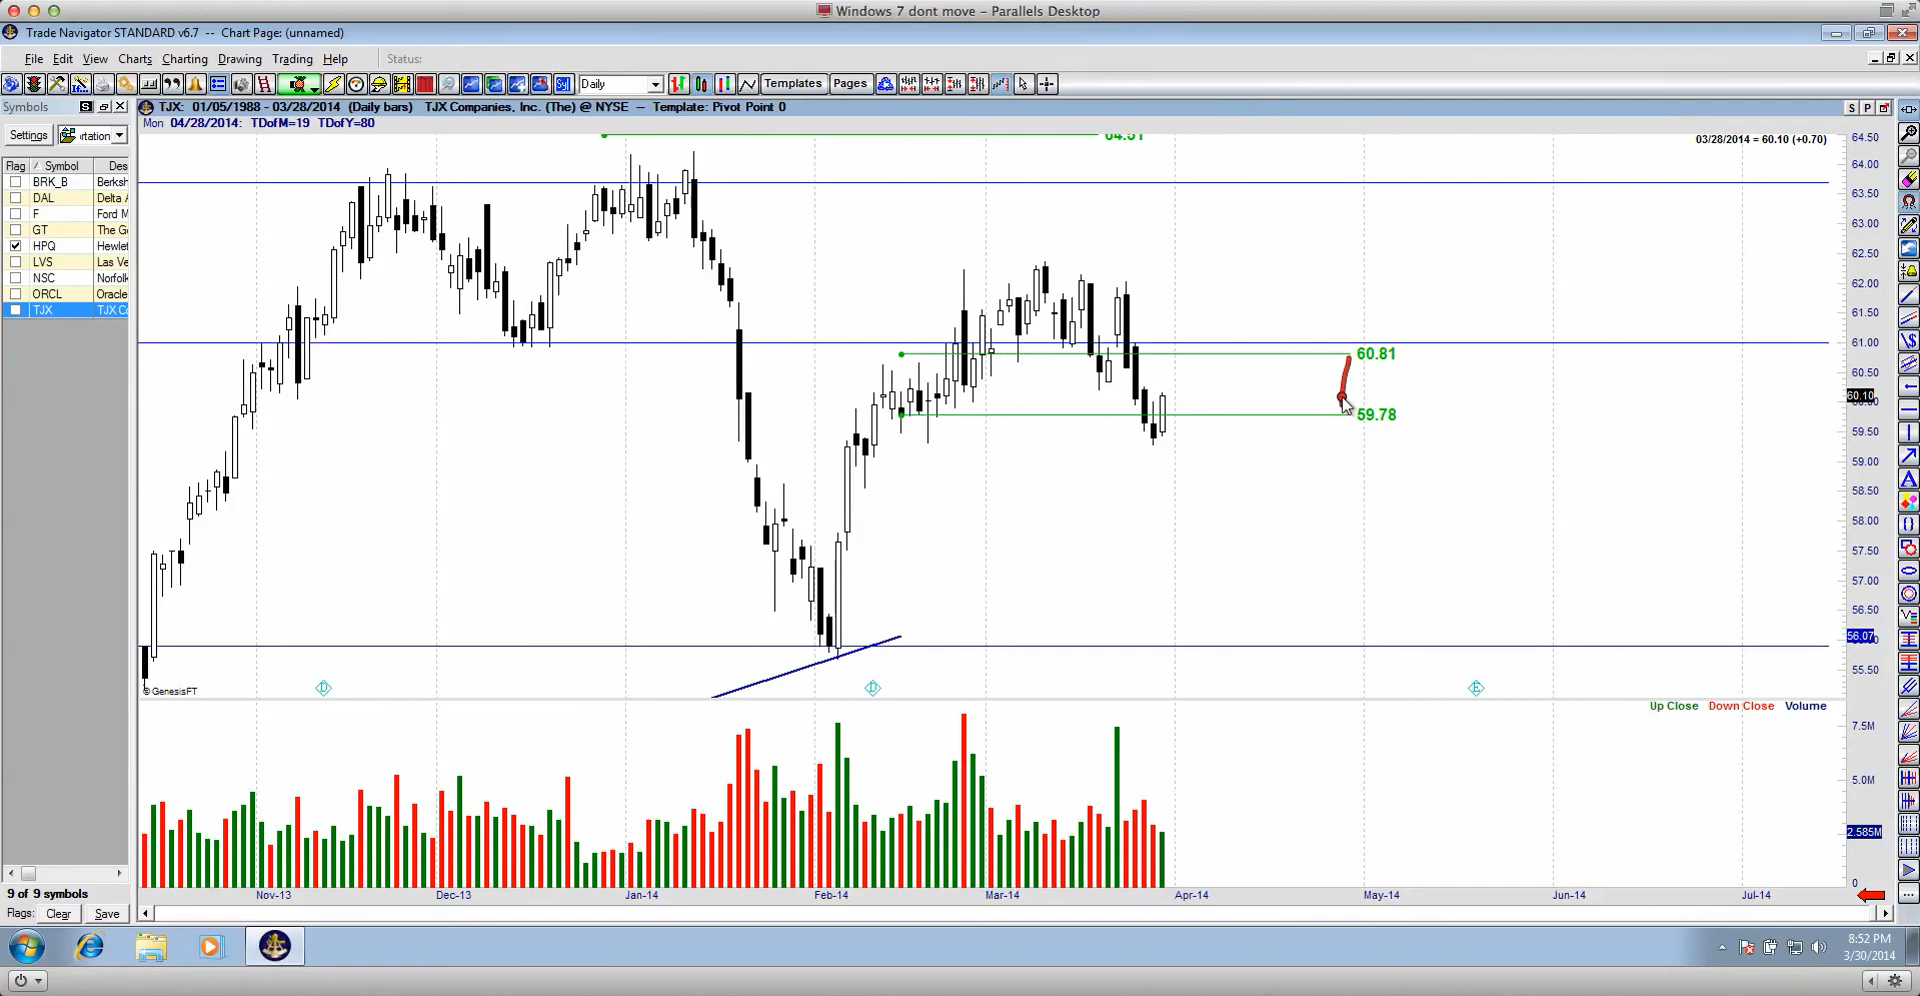 Windows 7 dont move - Parallels Desktop
Trade Navigator STANDARD v6.7 -- Chart Page: (unnamed)
File Edit View Charts Charting Drawing Trading Help Status:
Daily Templates Pages
Symbols S
TJX: 01/05/1988 - 03/28/2014 (Daily bars) TJX Companies, Inc. (The) @ NYSE -- Template: Pivot Point 0
S P
Mon 04/28/2014: TDofM=19 TDofY=80
Settings rtation
03/28/2014 = 60.10 (+0.70)
64.51
Flag Symbol Des
BRK_B Berksh
DAL Delta A
F Ford M
GT The Go
HPQ Hewlet
LVS Las Ve
NSC Norfolk
ORCL Oracle
TJX TJX Co
64.50
64.00
63.50
63.00
62.50
62.00
61.50
61.00
60.50
60.10
59.50
59.00
58.50
58.00
57.50
57.00
56.50
56.07
55.50
60.81
59.78
D
D
E
© GenesisFT
Up Close Down Close Volume
7.5M
5.0M
2.585M
0
Nov-13 Dec-13 Jan-14 Feb-14 Mar-14 Apr-14 May-14 Jun-14 Jul-14
9 of 9 symbols
Flags: Clear Save
8:52 PM
3/30/2014